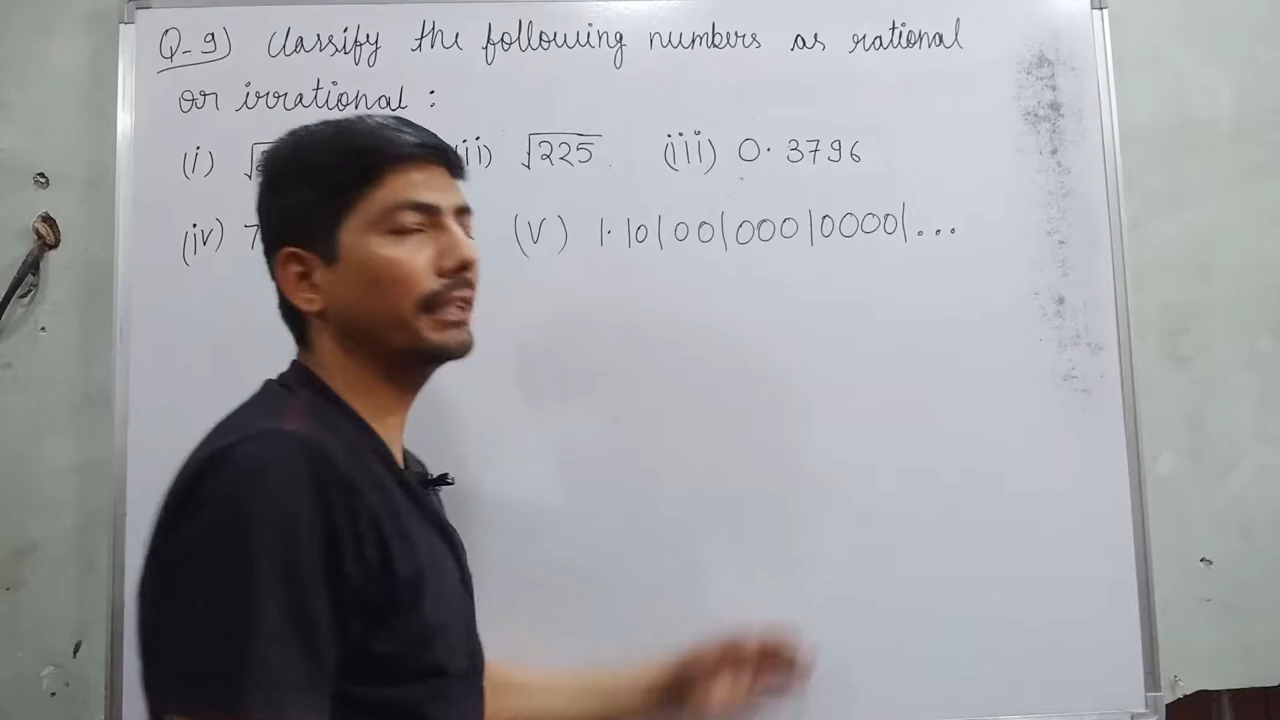 Q-9) Classify the following numbers as rational
or irrational :
(i) √ ii) √225 (iii) 0.3796
(iv) 7 (v) 1.101001000100001...